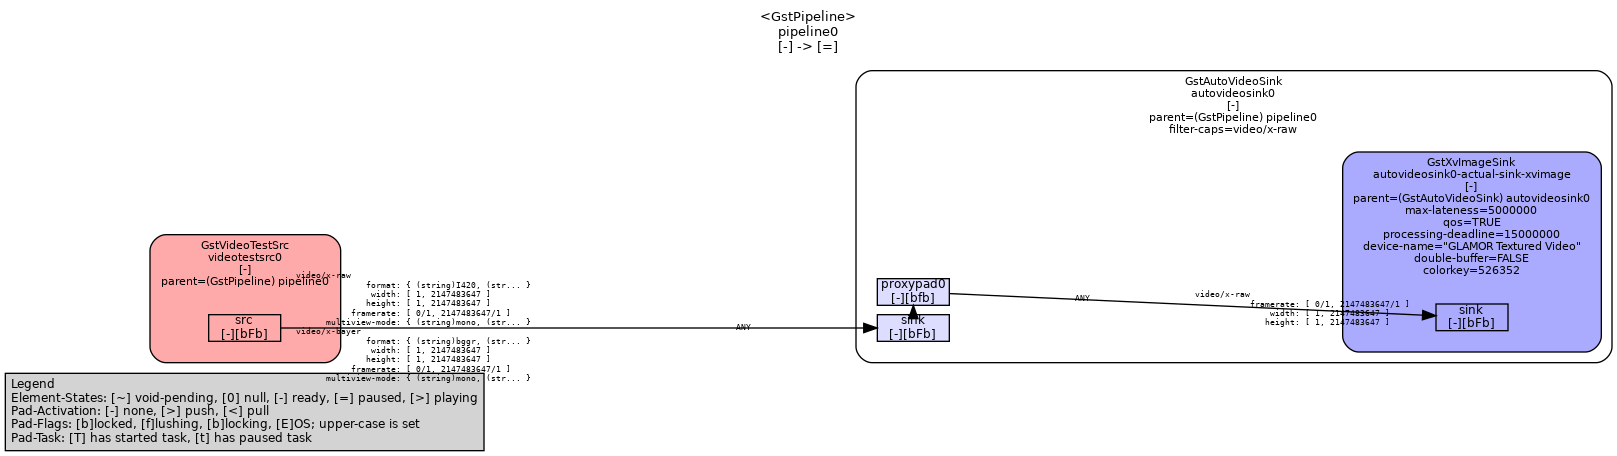 <GstPipeline>
pipeline0
[-] -> [=]
GstAutoVideoSink
autovideosink0
[-]
parent=(GstPipeline) pipeline0
filter-caps=video/x-raw
GstXvImageSink
autovideosink0-actual-sink-xvimage
[-]
parent=(GstAutoVideoSink) autovideosink0
max-lateness=5000000
qos=TRUE
processing-deadline=15000000
device-name="GLAMOR Textured Video"
double-buffer=FALSE
colorkey=526352
sink
[-][bFb]
GstVideoTestSrc
videotestsrc0
[-]
parent=(GstPipeline) pipeline0
src
[-][bFb]
video/x-raw
format: { (string)I420, (str... }
width: [ 1, 2147483647 ]
height: [ 1, 2147483647 ]
framerate: [ 0/1, 2147483647/1 ]
multiview-mode: { (string)mono, (str... }
video/x-bayer
format: { (string)bggr, (str... }
width: [ 1, 2147483647 ]
height: [ 1, 2147483647 ]
framerate: [ 0/1, 2147483647/1 ]
multiview-mode: { (string)mono, (str... }
ANY
proxypad0
[-][bfb]
sink
[-][bFb]
ANY
video/x-raw
framerate: [ 0/1, 2147483647/1 ]
width: [ 1, 2147483647 ]
height: [ 1, 2147483647 ]
Legend
Element-States: [~] void-pending, [0] null, [-] ready, [=] paused, [>] playing
Pad-Activation: [-] none, [>] push, [<] pull
Pad-Flags: [b]locked, [f]lushing, [b]locking, [E]OS; upper-case is set
Pad-Task: [T] has started task, [t] has paused task